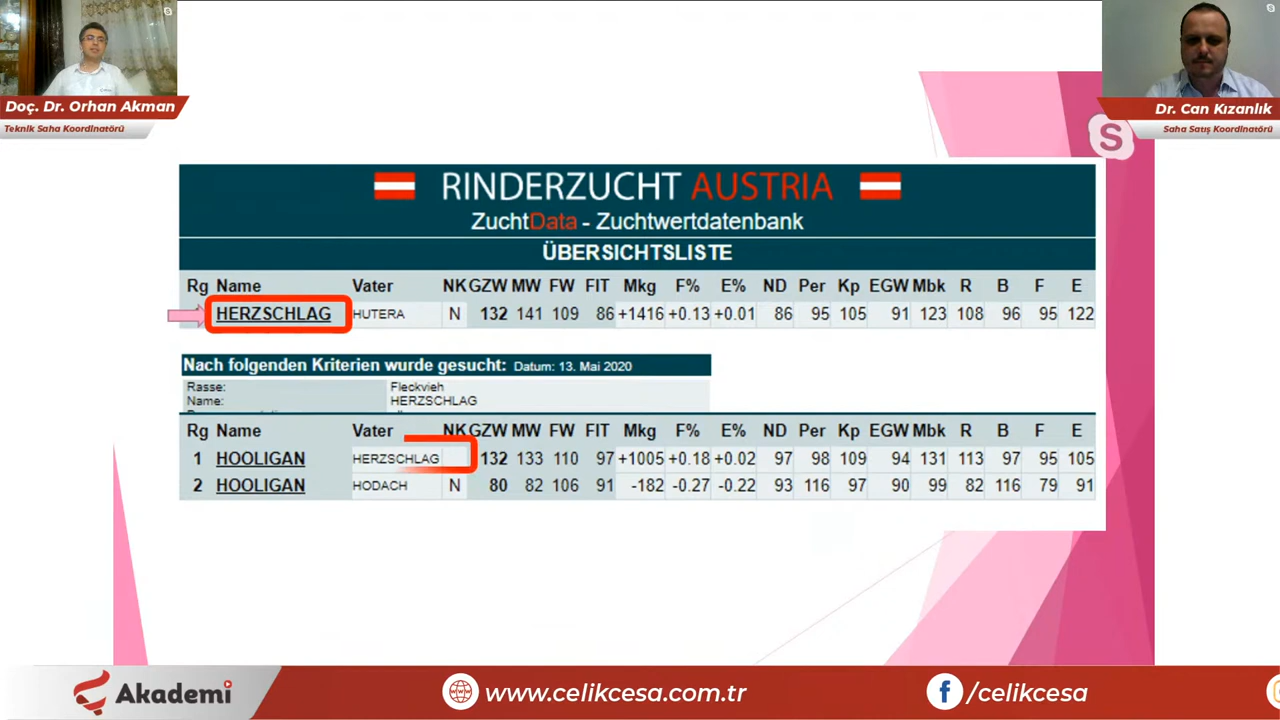 Doç. Dr. Orhan Akman
Teknik Saha Koordinatörü
Dr. Can Kızanlık
Saha Satış Koordinatörü
S
RINDERZUCHT AUSTRIA
ZuchtData - Zuchtwertdatenbank
ÜBERSICHTSLISTE
Rg Name Vater NK GZW MW FW FIT Mkg F% E% ND Per Kp EGW Mbk R B F E
HERZSCHLAG HUTERA N 132 141 109 86 +1416 +0.13 +0.01 86 95 105 91 123 108 96 95 122
Nach folgenden Kriterien wurde gesucht: Datum: 13. Mai 2020
Rasse: Fleckvieh
Name: HERZSCHLAG
Rg Name Vater NK GZW MW FW FIT Mkg F% E% ND Per Kp EGW Mbk R B F E
1 HOOLIGAN HERZSCHLAG 132 133 110 97 +1005 +0.18 +0.02 97 98 109 94 131 113 97 95 105
2 HOOLIGAN HODACH N 80 82 106 91 -182 -0.27 -0.22 93 116 97 90 99 82 116 79 91
Akademi
www.celikcesa.com.tr
/celikcesa